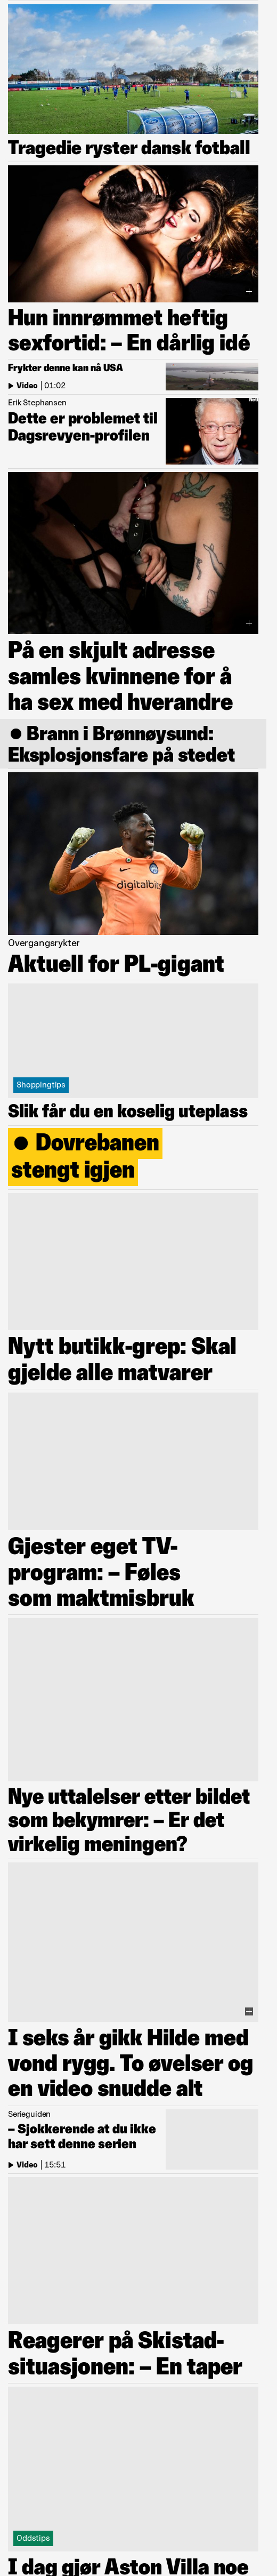 Tragedie ryster dansk fotball
Hun innrømmet heftig
sexfortid: – En dårlig idé
Frykter denne kan nå USA
Video | 01:02
Erik Stephansen
Dette er problemet til
Dagsrevyen-profilen
På en skjult adresse
samles kvinnene for å
ha sex med hverandre
Brann i Brønnøysund:
Eksplosjonsfare på stedet
digitalbits
Overgangsrykter
Aktuell for PL-gigant
Shoppingtips
Slik får du en koselig uteplass
Dovrebanen
stengt igjen
Nytt butikk-grep: Skal
gjelde alle matvarer
Gjester eget TV-
program: – Føles
som maktmisbruk
Nye uttalelser etter bildet
som bekymrer: – Er det
virkelig meningen?
I seks år gikk Hilde med
vond rygg. To øvelser og
en video snudde alt
Serieguiden
– Sjokkerende at du ikke
har sett denne serien
Video | 15:51
Reagerer på Skistad-
situasjonen: – En taper
Oddstips
I dag gjør Aston Villa noe